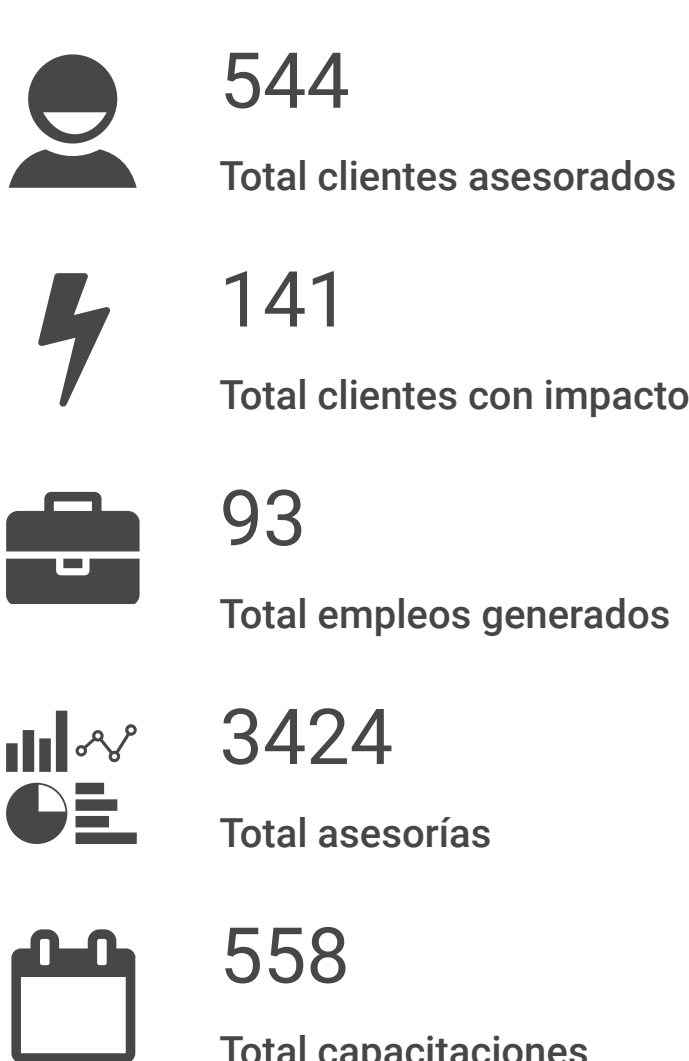 544
Total clientes asesorados
141
Total clientes con impacto
93
Total empleos generados
3424
Total asesorías
558
Total capacitaciones